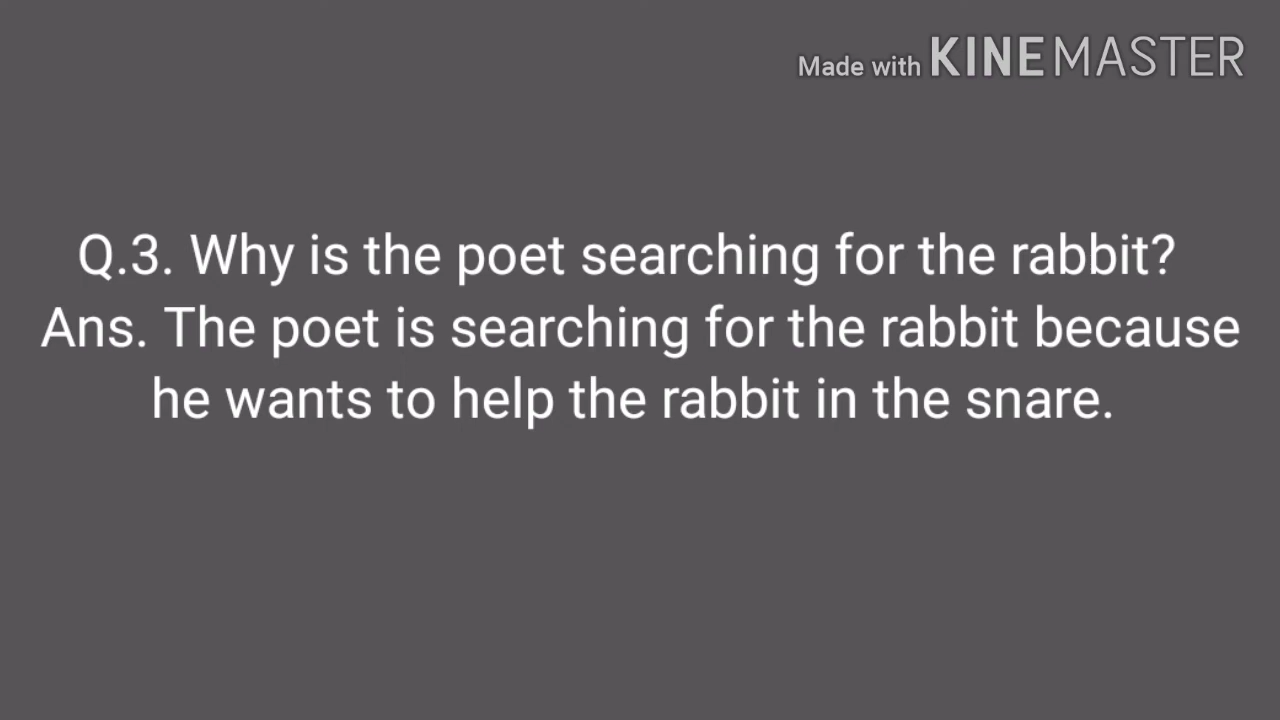 Made with KINEMASTER
Q.3. Why is the poet searching for the rabbit?
Ans. The poet is searching for the rabbit because
he wants to help the rabbit in the snare.